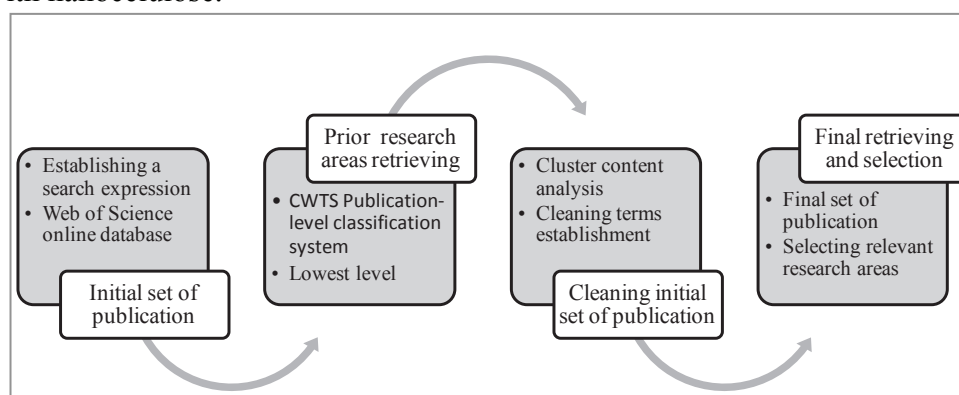 Prior research
areas retrieving
Final retrieving
and selection
• Establishing a
search expression
• Web of Science
online database
Initial set of
publication
• CWTS Publication-
level classification
system
• Lowest level
• Cluster content
analysis
• Cleaning terms
establishment
Cleaning initial
set of publication
• Final set of
publication
• Selecting relevant
research areas